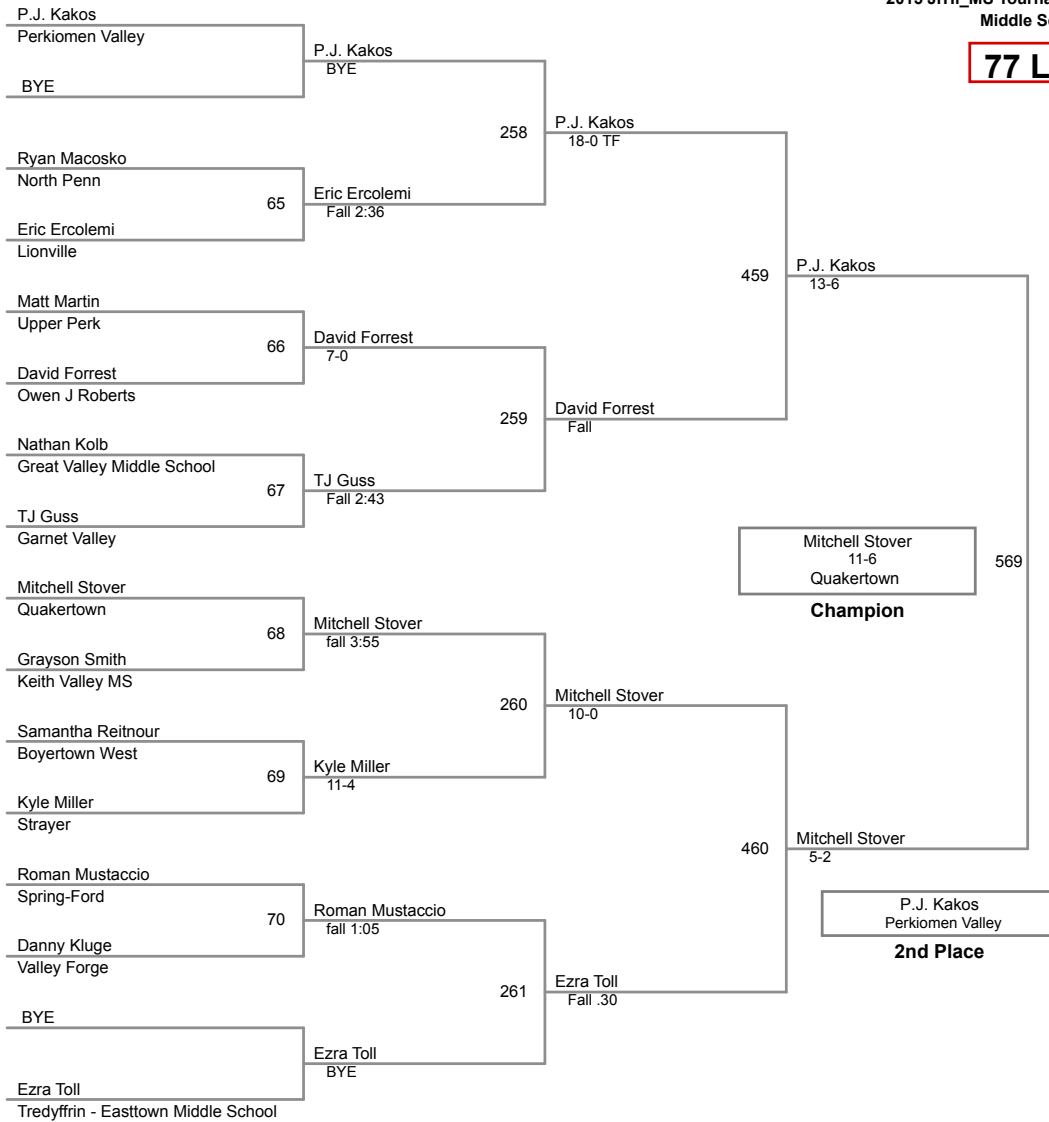 2015 JrHi_MS Tourna
Middle S
77 L
P.J. Kakos
Perkiomen Valley
BYE
P.J. Kakos
BYE
258
P.J. Kakos
18-0 TF
Ryan Macosko
North Penn
65
Eric Ercolemi
Fall 2:36
Eric Ercolemi
Lionville
459
P.J. Kakos
13-6
Matt Martin
Upper Perk
66
David Forrest
7-0
David Forrest
Owen J Roberts
259
David Forrest
Fall
Nathan Kolb
Great Valley Middle School
67
TJ Guss
Fall 2:43
TJ Guss
Garnet Valley
Mitchell Stover
11-6
Quakertown
Champion
569
Mitchell Stover
Quakertown
68
Mitchell Stover
fall 3:55
Grayson Smith
Keith Valley MS
260
Mitchell Stover
10-0
Samantha Reitnour
Boyertown West
69
Kyle Miller
11-4
Kyle Miller
Strayer
460
Mitchell Stover
5-2
Roman Mustaccio
Spring-Ford
70
Roman Mustaccio
fall 1:05
Danny Kluge
Valley Forge
P.J. Kakos
Perkiomen Valley
2nd Place
261
Ezra Toll
Fall .30
BYE
Ezra Toll
BYE
Ezra Toll
Tredyffrin - Easttown Middle School